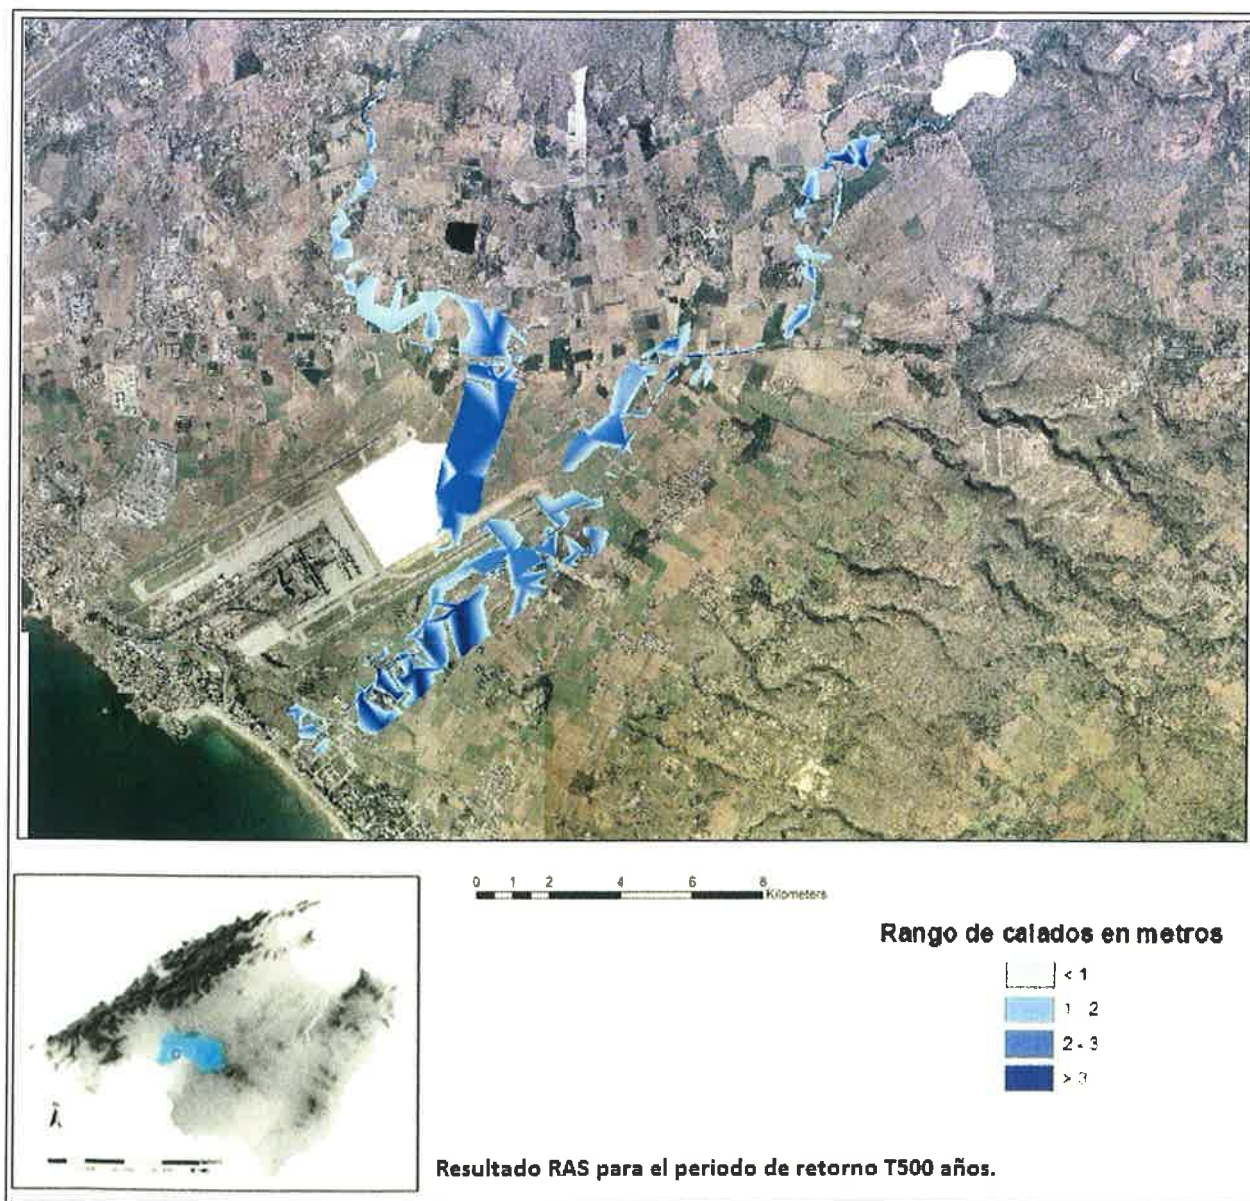 0 1 2 4 6 8
Kilometers
Rango de calados en metros
< 1
1 - 2
2 - 3
> 3
Resultado RAS para el periodo de retorno T500 años.